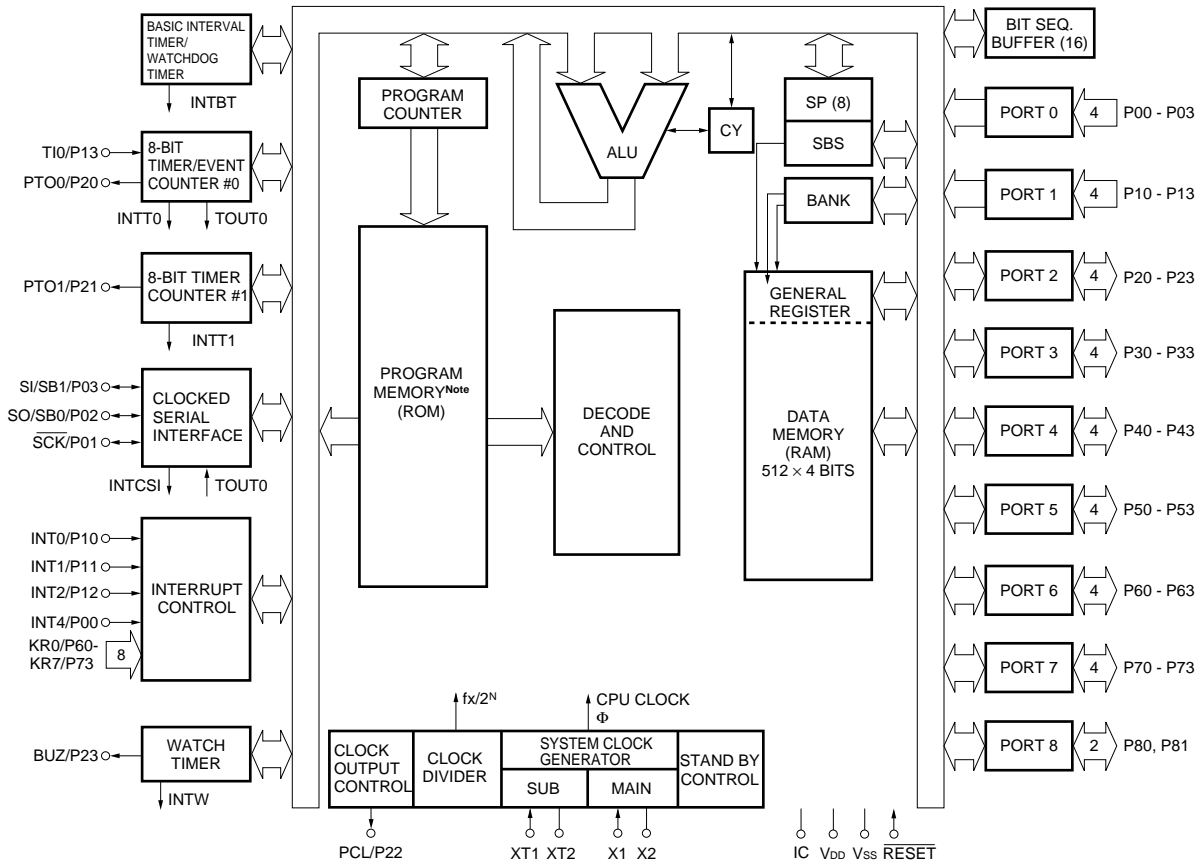 BASIC INTERVAL
TIMER/
WATCHDOG
TIMER
INTBT
TI0/P13
PTO0/P20
8-BIT
TIMER/EVENT
COUNTER #0
INTT0
TOUT0
PTO1/P21
8-BIT TIMER
COUNTER #1
INTT1
SI/SB1/P03
SO/SB0/P02
SCK/P01
CLOCKED
SERIAL
INTERFACE
INTCSI
TOUT0
INT0/P10
INT1/P11
INT2/P12
INT4/P00
KR0/P60-
KR7/P73
8
INTERRUPT
CONTROL
BUZ/P23
WATCH
TIMER
INTW
PROGRAM
COUNTER
ALU
CY
SP (8)
SBS
BANK
PROGRAM
MEMORYNote
(ROM)
DECODE
AND
CONTROL
GENERAL
REGISTER
DATA
MEMORY
(RAM)
512 × 4 BITS
fx/2N
CPU CLOCK
Φ
CLOCK
OUTPUT
CONTROL
CLOCK
DIVIDER
SYSTEM CLOCK
GENERATOR
SUB
MAIN
STAND BY
CONTROL
PCL/P22
XT1
XT2
X1
X2
IC
VDD
VSS
RESET
BIT SEQ.
BUFFER (16)
PORT 0
4
P00 - P03
PORT 1
4
P10 - P13
PORT 2
4
P20 - P23
PORT 3
4
P30 - P33
PORT 4
4
P40 - P43
PORT 5
4
P50 - P53
PORT 6
4
P60 - P63
PORT 7
4
P70 - P73
PORT 8
2
P80, P81